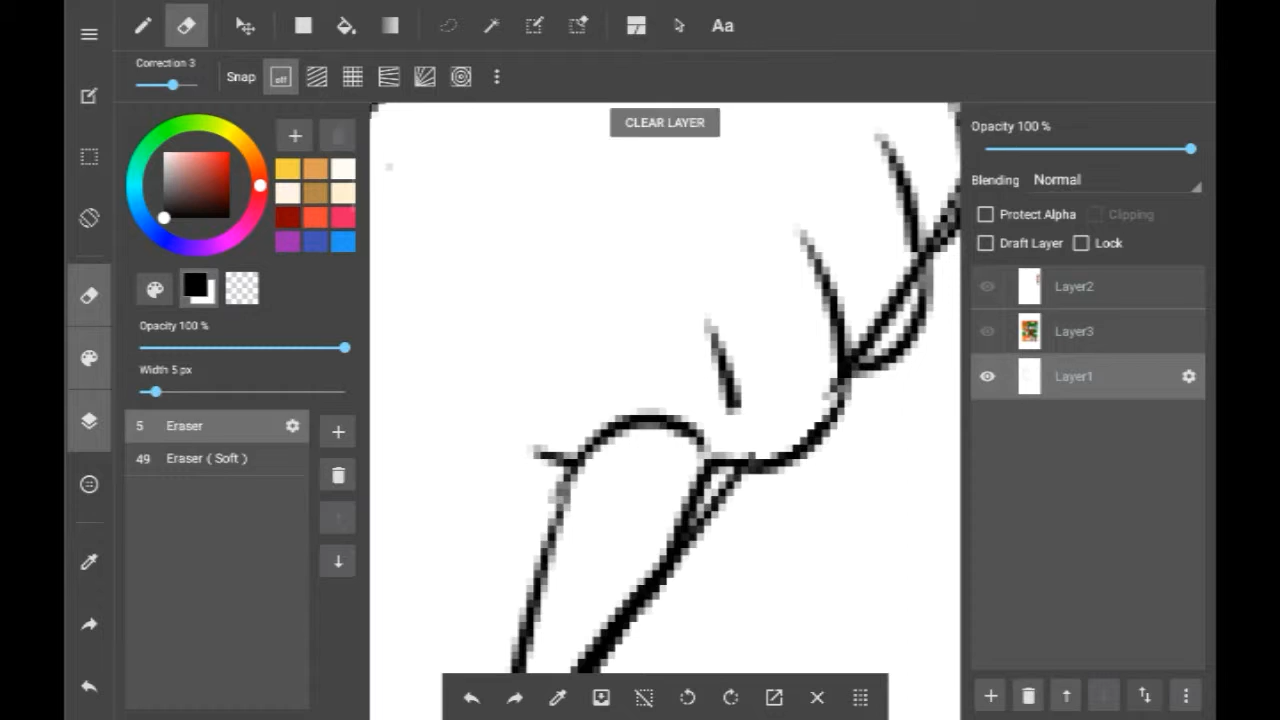 Aa
Correction 3
Snap
off
CLEAR LAYER
Opacity 100 %
Blending Normal
Protect Alpha Clipping
Draft Layer Lock
Layer2
Layer3
Layer1
Opacity 100 %
Width 5 px
5 Eraser
49 Eraser ( Soft )